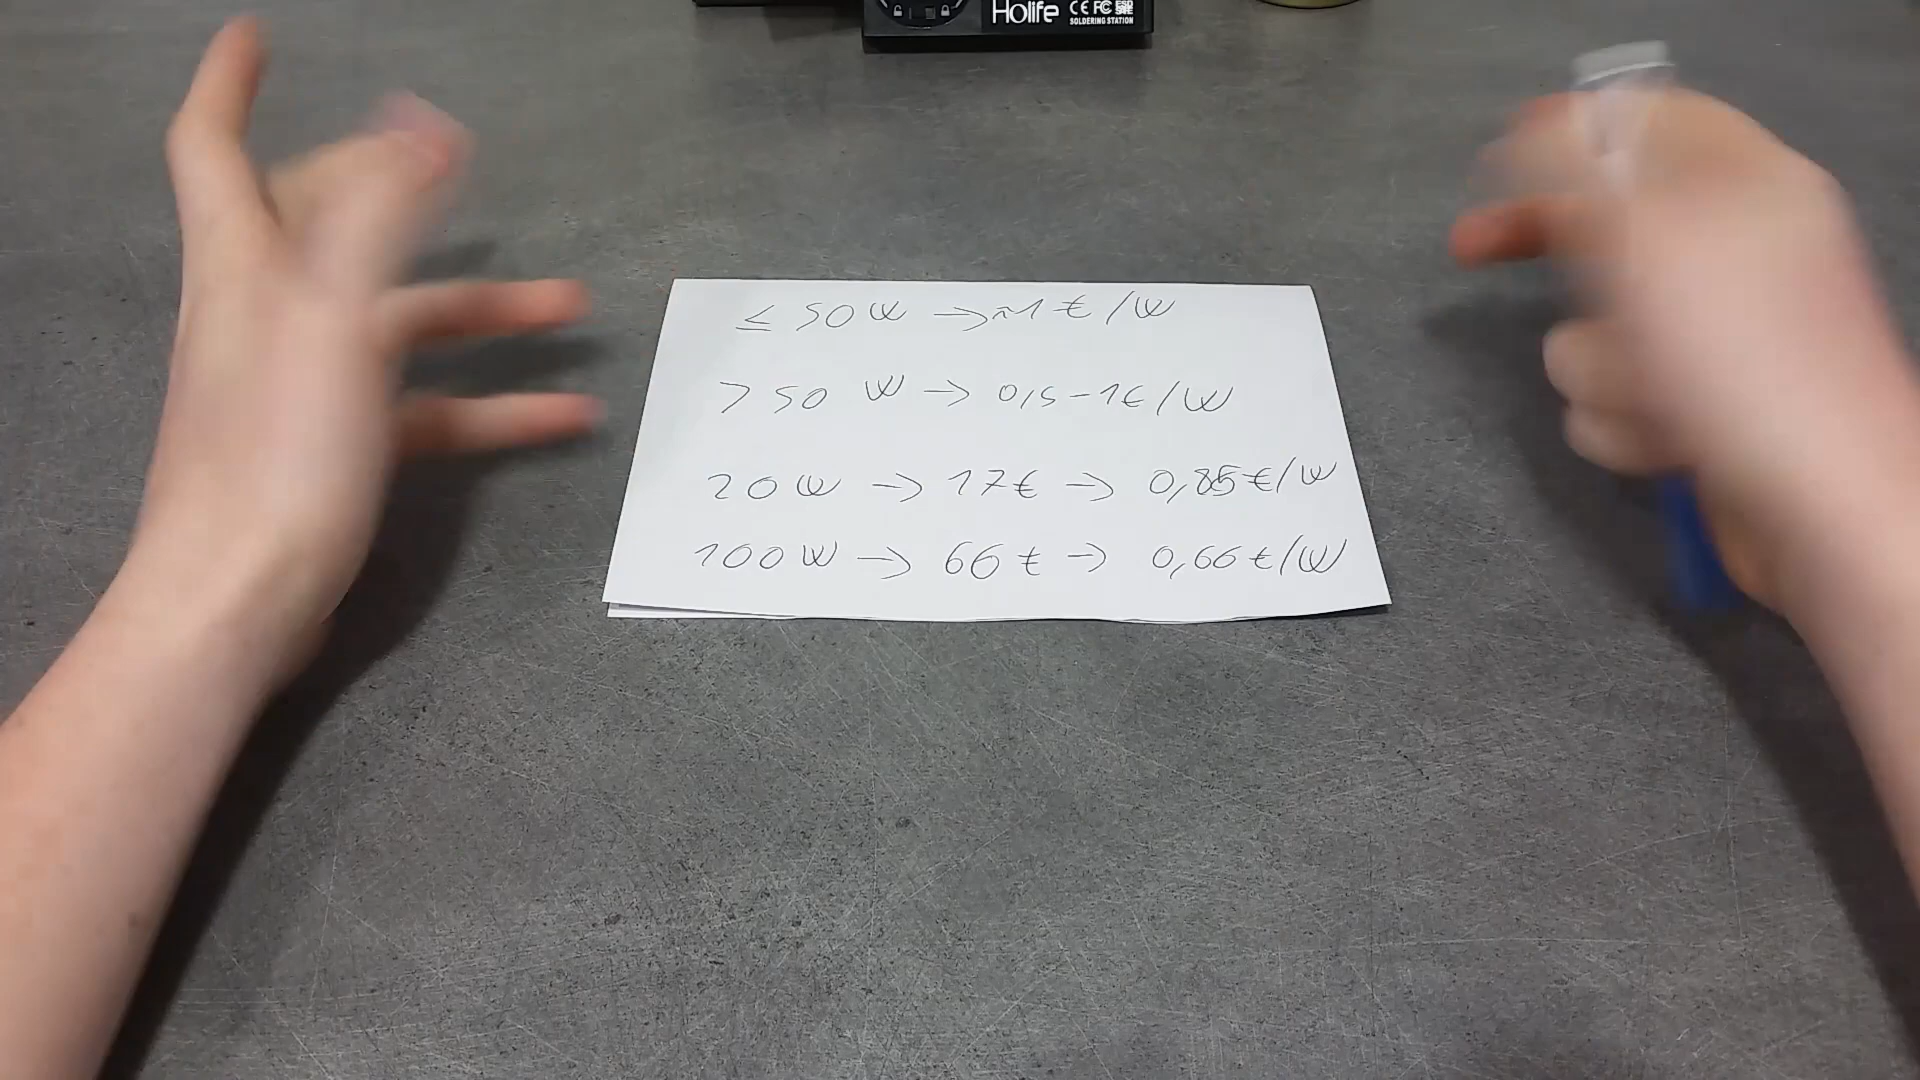 Holife CE FC
SOLDERING STATION
≤ 50 W → ~1 € /W
> 50 W → 0,5-1€/W
20 W → 17€ → 0,85€/W
100 W → 66 € → 0,66€/W